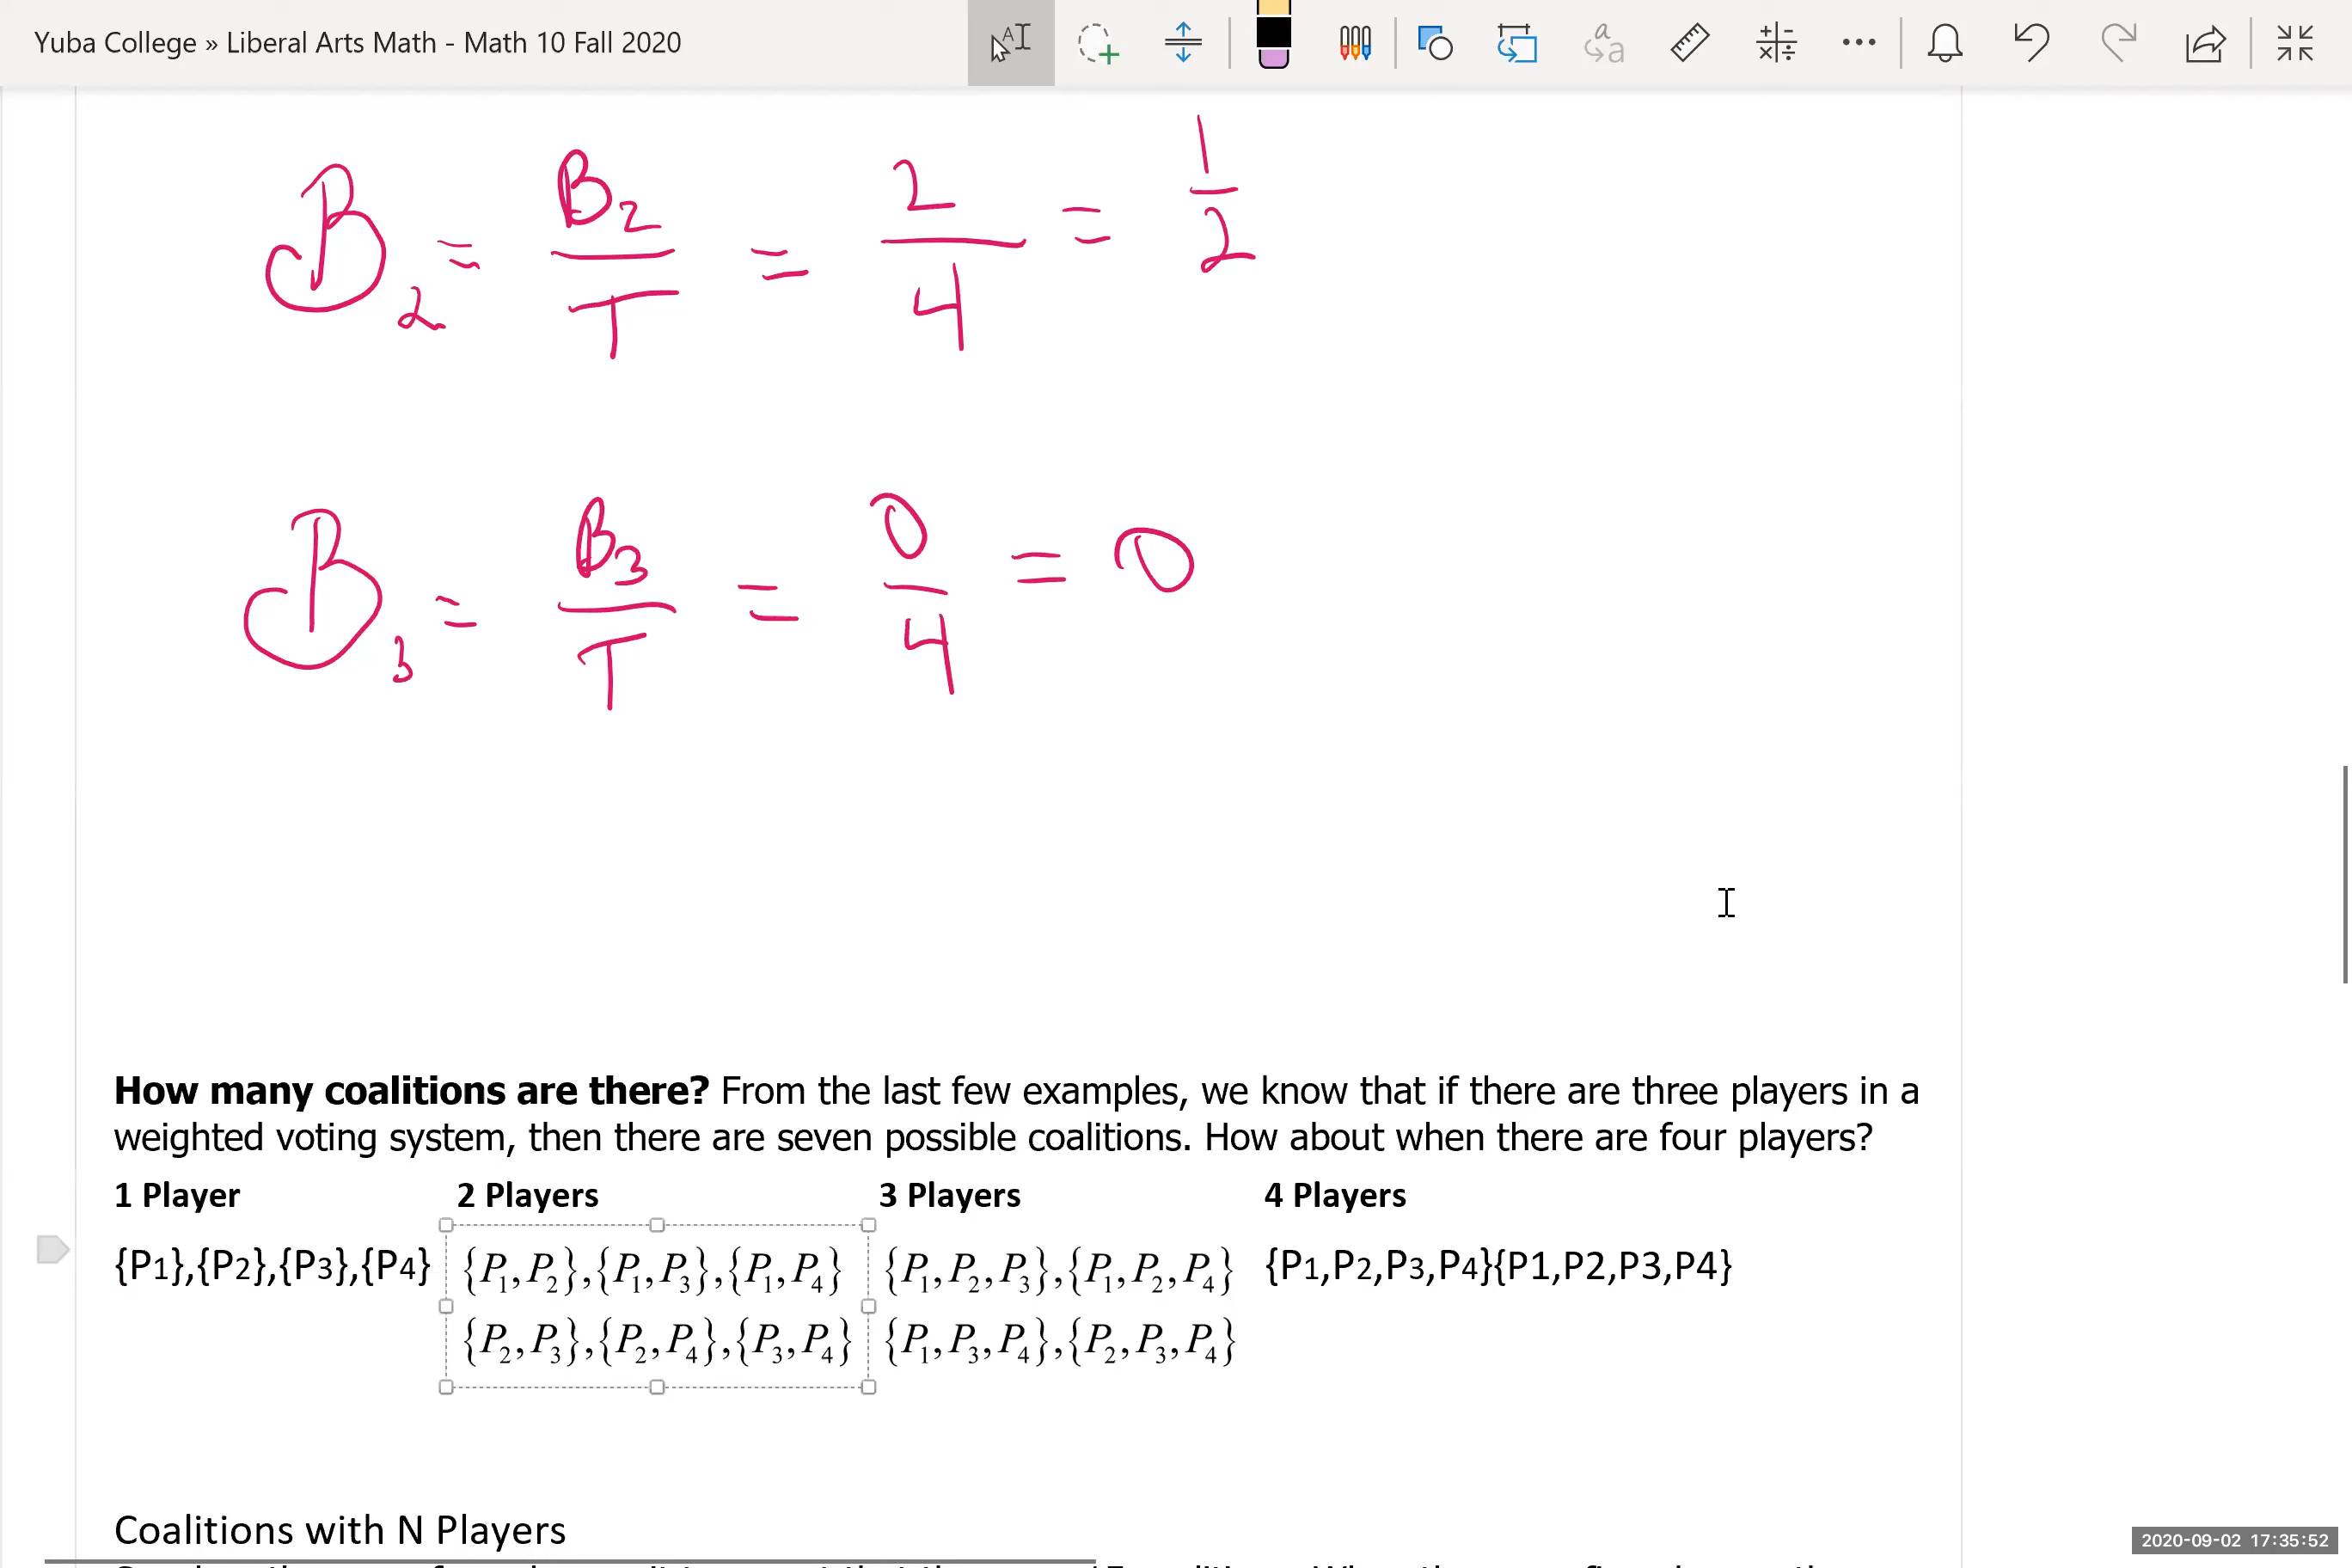 Yuba College » Liberal Arts Math - Math 10 Fall 2020
B₂ = B₂/T = 2/4 = 1/2
B₃ = B₃/T = 0/4 = 0
How many coalitions are there? From the last few examples, we know that if there are three players in a
weighted voting system, then there are seven possible coalitions. How about when there are four players?
1 Player 2 Players 3 Players 4 Players
{P1},{P2},{P3},{P4} {P₁,P₂},{P₁,P₃},{P₁,P₄} {P₁,P₂,P₃},{P₁,P₂,P₄} {P1,P2,P3,P4}{P1,P2,P3,P4}
{P₂,P₃},{P₂,P₄},{P₃,P₄} {P₁,P₃,P₄},{P₂,P₃,P₄}
Coalitions with N Players
2020-09-02 17:35:52